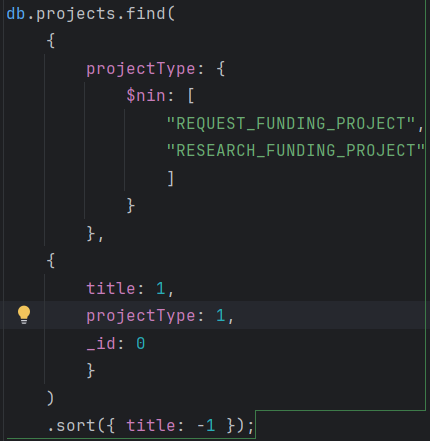 db.projects.find(
    {
        projectType: {
            $nin: [
                "REQUEST_FUNDING_PROJECT",
                "RESEARCH_FUNDING_PROJECT"
                ]
            }
        },
    {
        title: 1,
        projectType: 1,
        _id: 0
        }
    )
    .sort({ title: -1 });